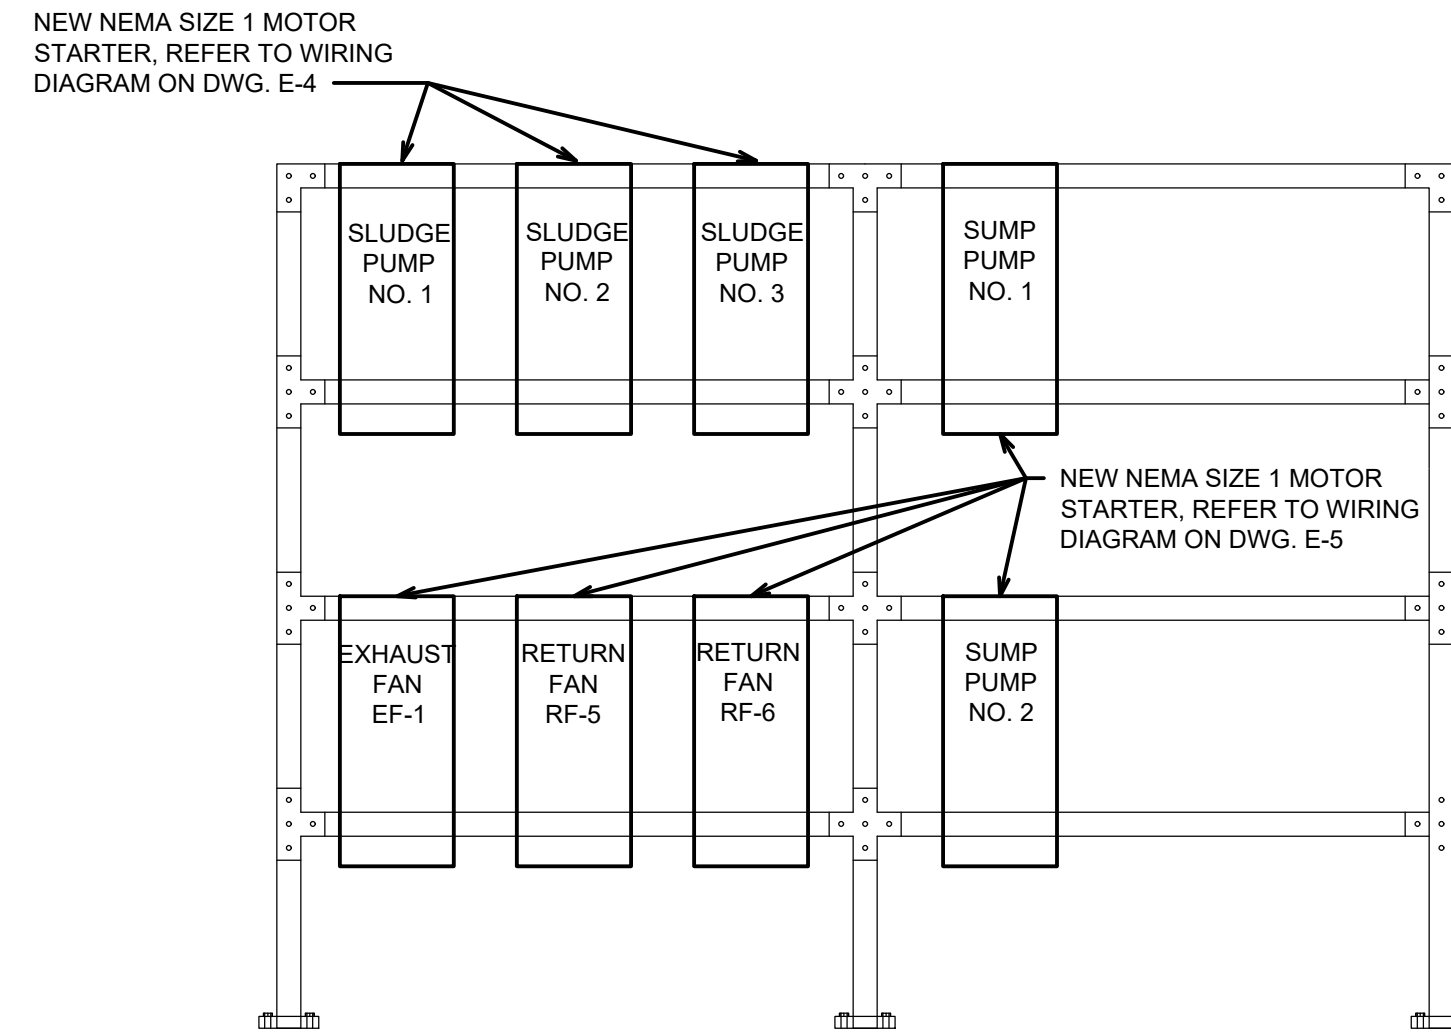 NEW NEMA SIZE 1 MOTOR
STARTER, REFER TO WIRING
DIAGRAM ON DWG. E-4
SLUDGE
PUMP
NO. 1
SLUDGE
PUMP
NO. 2
SLUDGE
PUMP
NO. 3
SUMP
PUMP
NO. 1
NEW NEMA SIZE 1 MOTOR
STARTER, REFER TO WIRING
DIAGRAM ON DWG. E-5
EXHAUST
FAN
EF-1
RETURN
FAN
RF-5
RETURN
FAN
RF-6
SUMP
PUMP
NO. 2